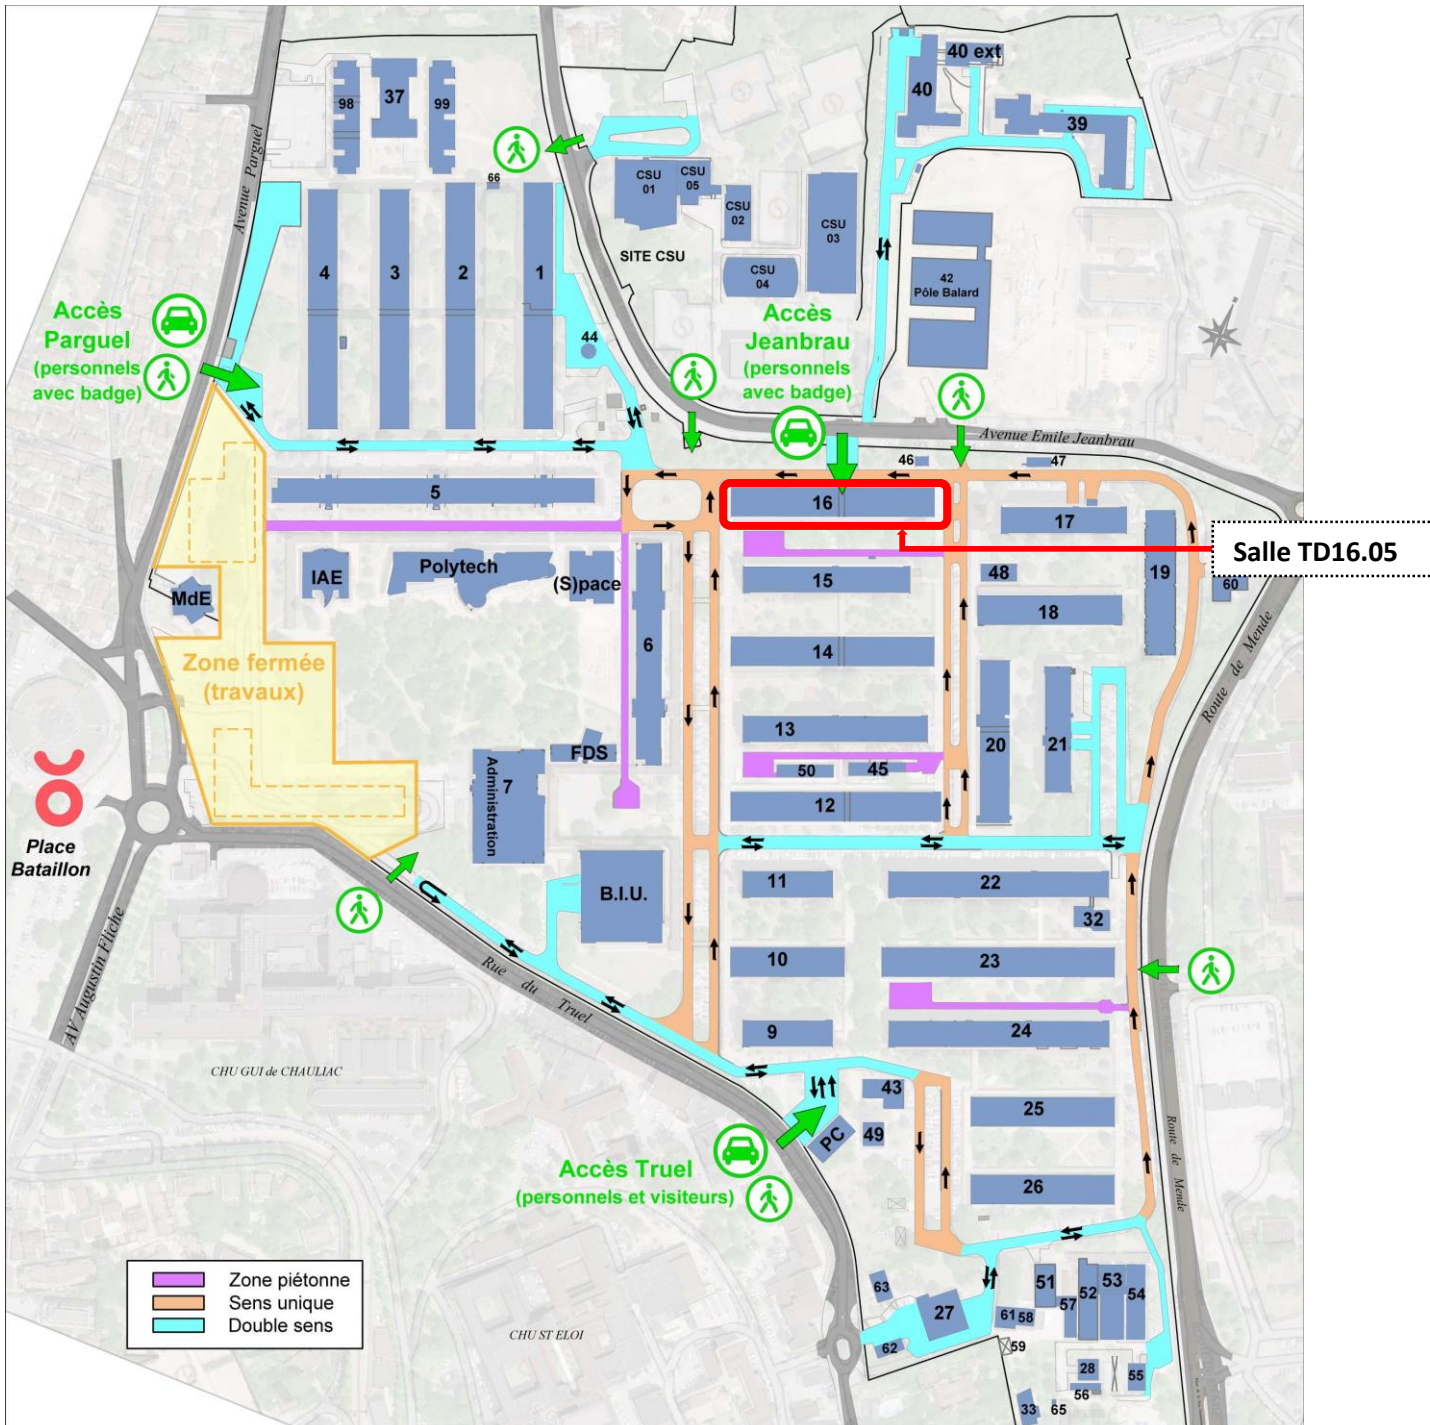 40 ext
98
37
99
40
39
Avenue Parguel
66
CSU
01
CSU
05
CSU
02
CSU
03
SITE CSU
CSU
04
4
3
2
1
42
Pôle Balard
Accès
Parguel
(personnels
avec badge)
44
Accès
Jeanbrau
(personnels
avec badge)
Avenue Emile Jeanbrau
46
47
5
16
17
Salle TD16.05
IAE
Polytech
(S)pace
15
48
19
60
MdE
6
18
Zone fermée
(travaux)
14
Route de Mende
13
20
21
FDS
7
Administration
50
45
12
Place
Bataillon
11
22
B.I.U.
32
AV Augustin Fliche
10
23
Rue du Truel
9
24
CHU GUI de CHAULIAC
43
25
PC
49
Route de Mende
Accès Truel
(personnels et visiteurs)
26
Zone piétonne
Sens unique
Double sens
63
27
51
52
53
54
57
61
58
CHU ST ELOI
62
59
28
55
56
33
65